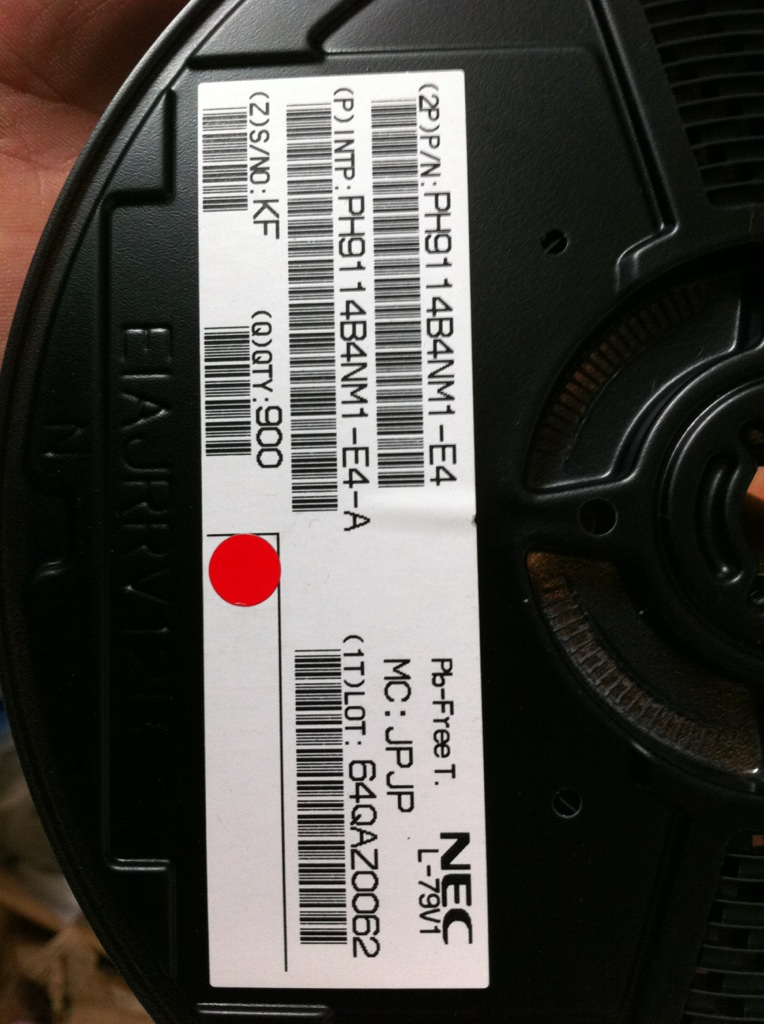 (2P)P/N:PH9114B4NM1-E4
(P)INTP:PH9114B4NM1-E4-A
(Z)S/NO:KF
(Q)QTY:900
Pb-Free T.
NEC
L-79V1
MC:JPJP
(1T)LOT: 64QAZ0062
EIAJRRV12
N